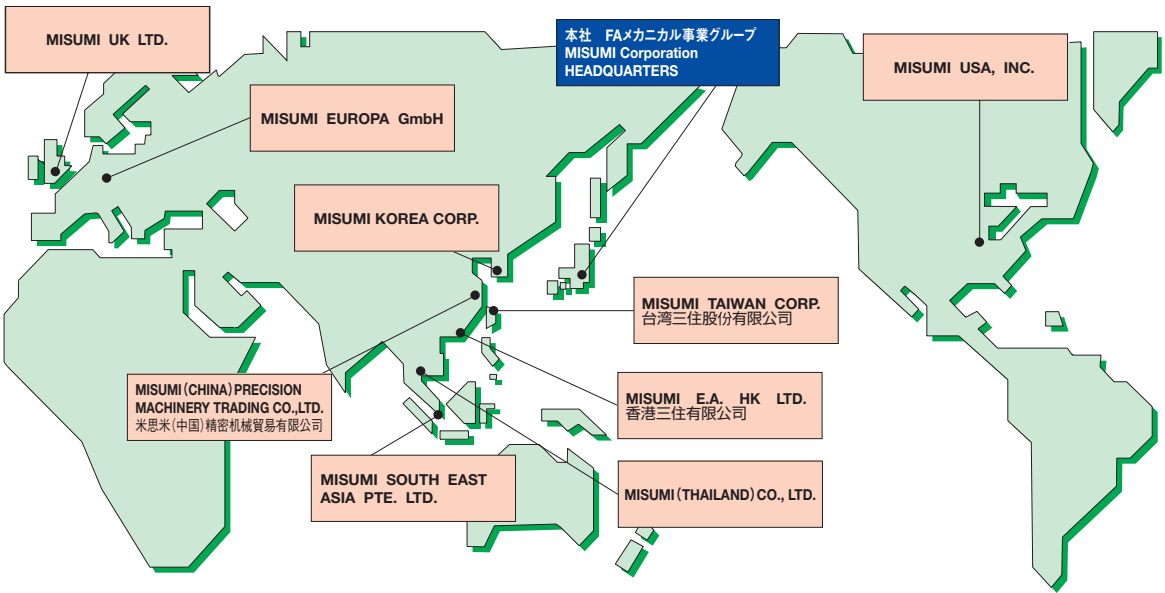 MISUMI UK LTD.
本社 FAメカニカル事業グループ
MISUMI Corporation
HEADQUARTERS
MISUMI USA, INC.
MISUMI EUROPA GmbH
MISUMI KOREA CORP.
MISUMI TAIWAN CORP.
台湾三住股份有限公司
MISUMI(CHINA)PRECISION
MACHINERY TRADING CO.,LTD.
米思米(中国)精密机械貿易有限公司
MISUMI E.A. HK LTD.
香港三住有限公司
MISUMI SOUTH EAST
ASIA PTE. LTD.
MISUMI(THAILAND)CO., LTD.